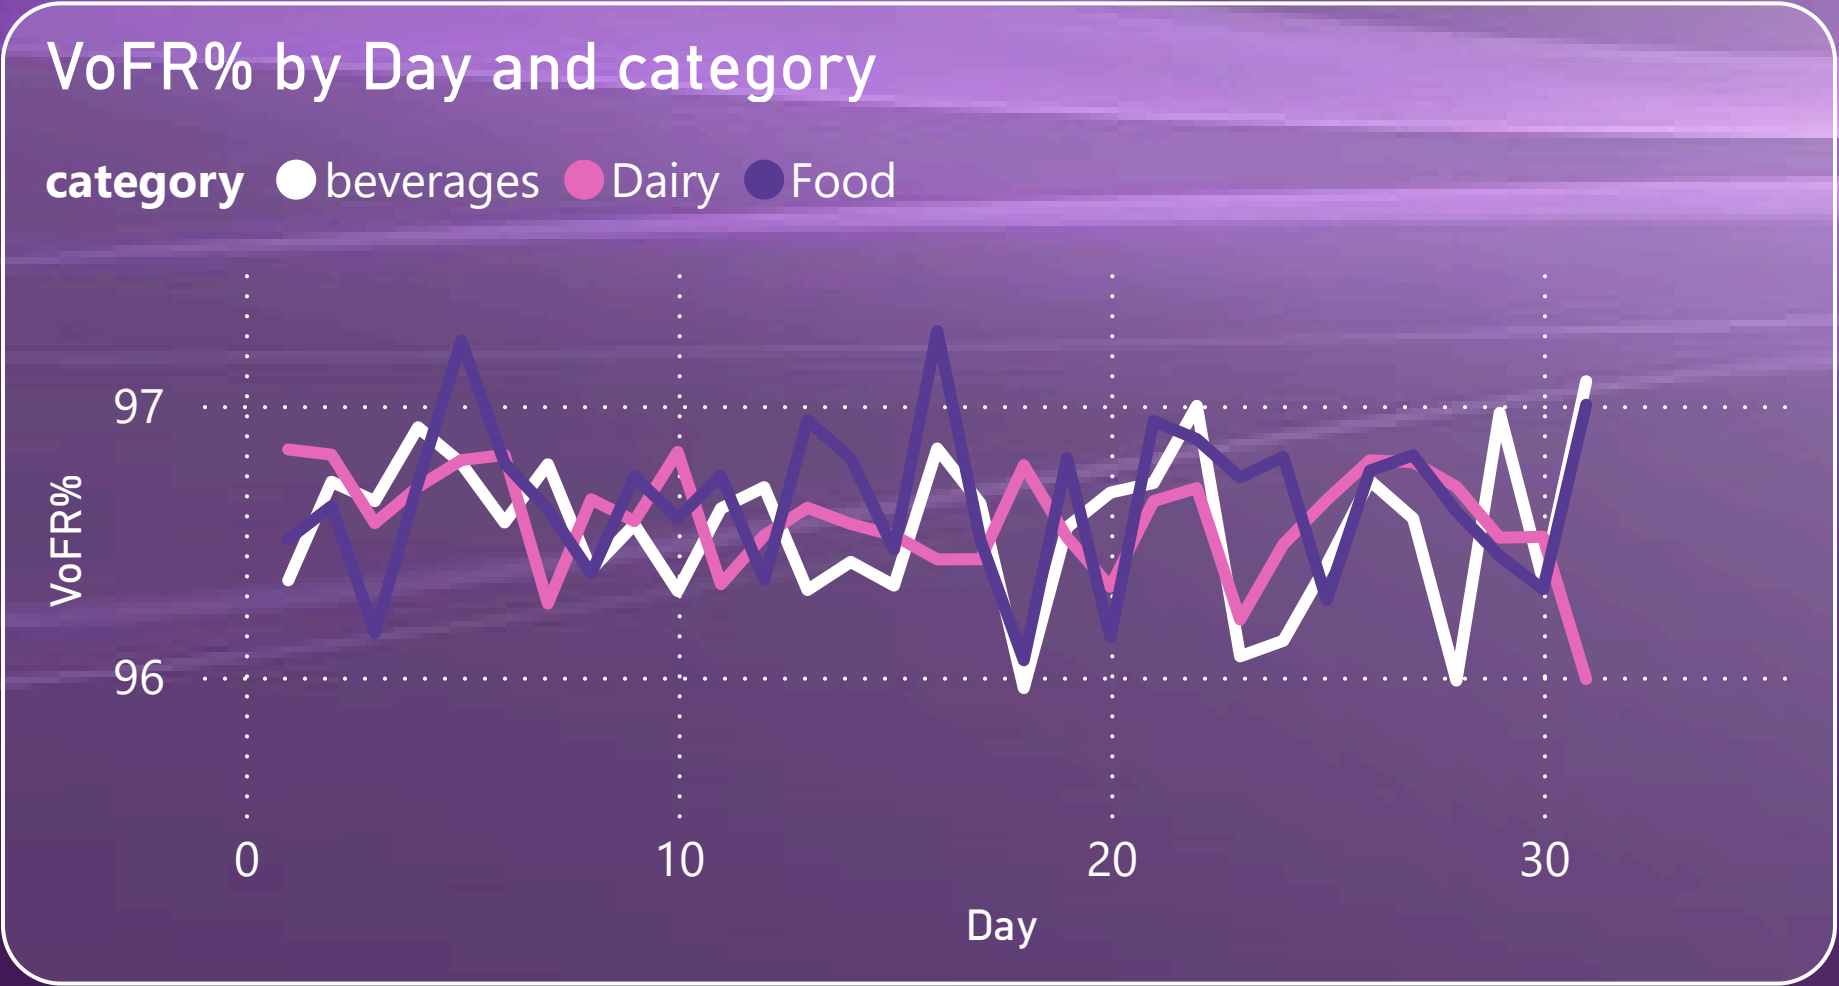 VoFR% by Day and category
category beverages Dairy Food
97
96
VoFR%
0 10 20 30
Day